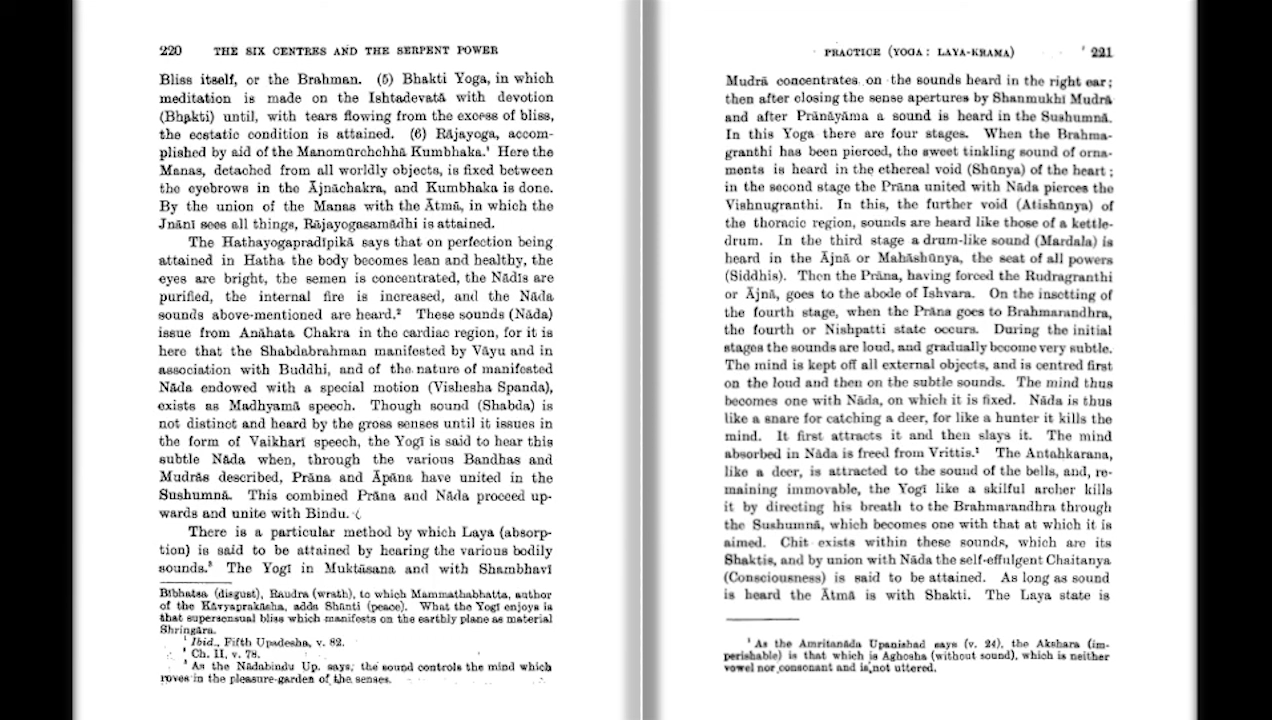 220 THE SIX CENTRES AND THE SERPENT POWER
Bliss itself, or the Brahman. (5) Bhakti Yoga, in which
meditation is made on the Ishtadevatā with devotion
(Bhakti) until, with tears flowing from the excess of bliss,
the ecstatic condition is attained. (6) Rājayoga, accom-
plished by aid of the Manomūrchchhā Kumbhaka.¹ Here the
Manas, detached from all worldly objects, is fixed between
the eyebrows in the Ājnāchakra, and Kumbhaka is done.
By the union of the Manas with the Ātmā, in which the
Jnānī sees all things, Rājayogasamādhi is attained.
The Hathayogapradīpikā says that on perfection being
attained in Hatha the body becomes lean and healthy, the
eyes are bright, the semen is concentrated, the Nādīs are
purified, the internal fire is increased, and the Nāda
sounds above-mentioned are heard.² These sounds (Nāda)
issue from Anāhata Chakra in the cardiac region, for it is
here that the Shabdabrahman manifested by Vāyu and in
association with Buddhi, and of the nature of manifested
Nāda endowed with a special motion (Vishesha Spanda),
exists as Madhyamā speech. Though sound (Shabda) is
not distinct and heard by the gross senses until it issues in
the form of Vaikharī speech, the Yogī is said to hear this
subtle Nāda when, through the various Bandhas and
Mudrās described, Prāna and Āpāna have united in the
Sushumnā. This combined Prāna and Nāda proceed up-
wards and unite with Bindu.
There is a particular method by which Laya (absorp-
tion) is said to be attained by hearing the various bodily
sounds.³ The Yogī in Muktāsana and with Shambhavī
Bībhatsa (disgust), Raudra (wrath), to which Mammathabhatta, author
of the Kāvyaprakāsha, adds Shānti (peace). What the Yogī enjoys is
that supersensual bliss which manifests on the earthly plane as material
Shringāra.
¹ Ibid., Fifth Upadesha, v. 82.
² Ch. II, v. 78.
³ As the Nādabindu Up. says, the sound controls the mind which
roves in the pleasure-garden of the senses.
PRACTICE (YOGA: LAYA-KRAMA) 221
Mudrā concentrates on the sounds heard in the right ear;
then after closing the sense apertures by Shanmukhi Mudrā
and after Prānāyāma a sound is heard in the Sushumnā.
In this Yoga there are four stages. When the Brahma-
granthi has been pierced, the sweet tinkling sound of orna-
ments is heard in the ethereal void (Shūnya) of the heart;
in the second stage the Prāna united with Nāda pierces the
Vishnugranthi. In this, the further void (Atishūnya) of
the thoracic region, sounds are heard like those of a kettle-
drum. In the third stage a drum-like sound (Mardala) is
heard in the Ājnā or Mahāshūnya, the seat of all powers
(Siddhis). Then the Prāna, having forced the Rudragranthi
or Ājnā, goes to the abode of Ishvara. On the insetting of
the fourth stage, when the Prāna goes to Brahmarandhra,
the fourth or Nishpatti state occurs. During the initial
stages the sounds are loud, and gradually become very subtle.
The mind is kept off all external objects, and is centred first
on the loud and then on the subtle sounds. The mind thus
becomes one with Nāda, on which it is fixed. Nāda is thus
like a snare for catching a deer, for like a hunter it kills the
mind. It first attracts it and then slays it. The mind
absorbed in Nāda is freed from Vrittis.¹ The Antahkarana,
like a deer, is attracted to the sound of the bells, and, re-
maining immovable, the Yogī like a skilful archer kills
it by directing his breath to the Brahmarandhra through
the Sushumnā, which becomes one with that at which it is
aimed. Chit exists within these sounds, which are its
Shaktis, and by union with Nāda the self-effulgent Chaitanya
(Consciousness) is said to be attained. As long as sound
is heard the Ātmā is with Shakti. The Laya state is
¹ As the Amritanāda Upanishad says (v. 24), the Akshara (im-
perishable) is that which is Aghosha (without sound), which is neither
vowel nor consonant and is not uttered.